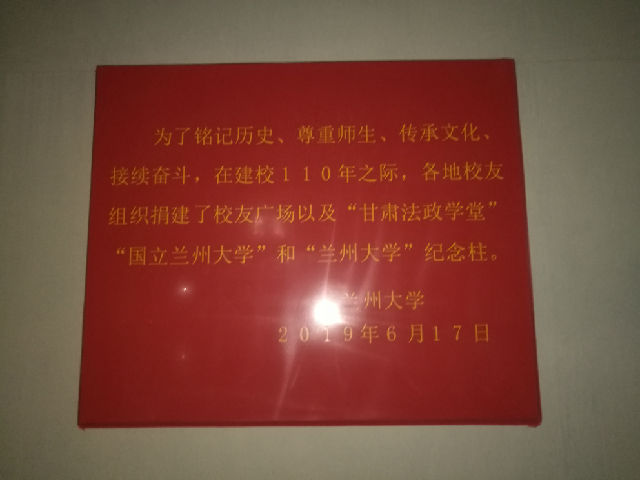 为了铭记历史、尊重师生、传承文化、
接续奋斗，在建校110年之际，各地校友
组织捐建了校友广场以及“甘肃法政学堂”
“国立兰州大学”和“兰州大学”纪念柱。
兰州大学
2019年6月17日